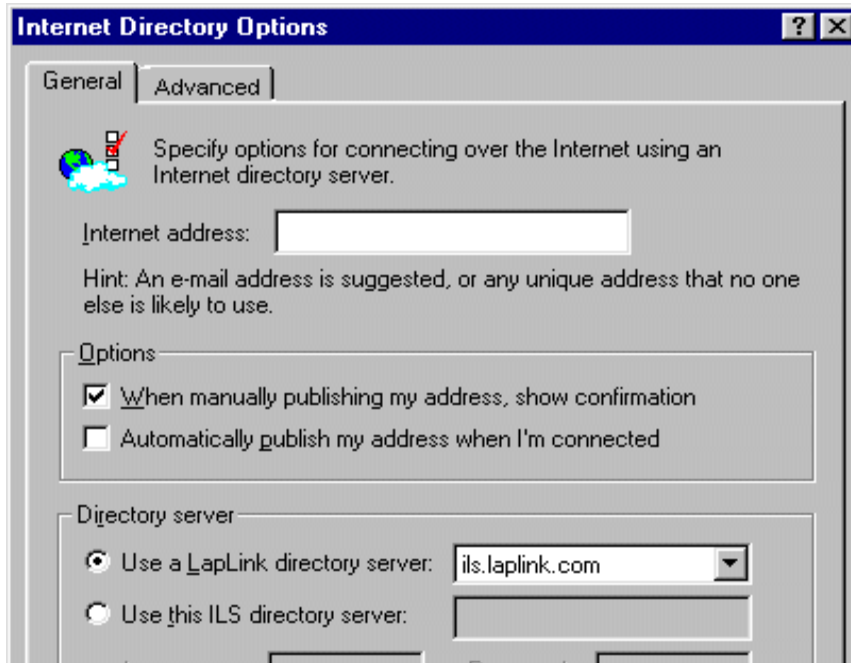 Internet Directory Options
General Advanced
Specify options for connecting over the Internet using an
Internet directory server.
Internet address:
Hint: An e-mail address is suggested, or any unique address that no one
else is likely to use.
Options
When manually publishing my address, show confirmation
Automatically publish my address when I'm connected
Directory server
Use a LapLink directory server: ils.laplink.com
Use this ILS directory server: